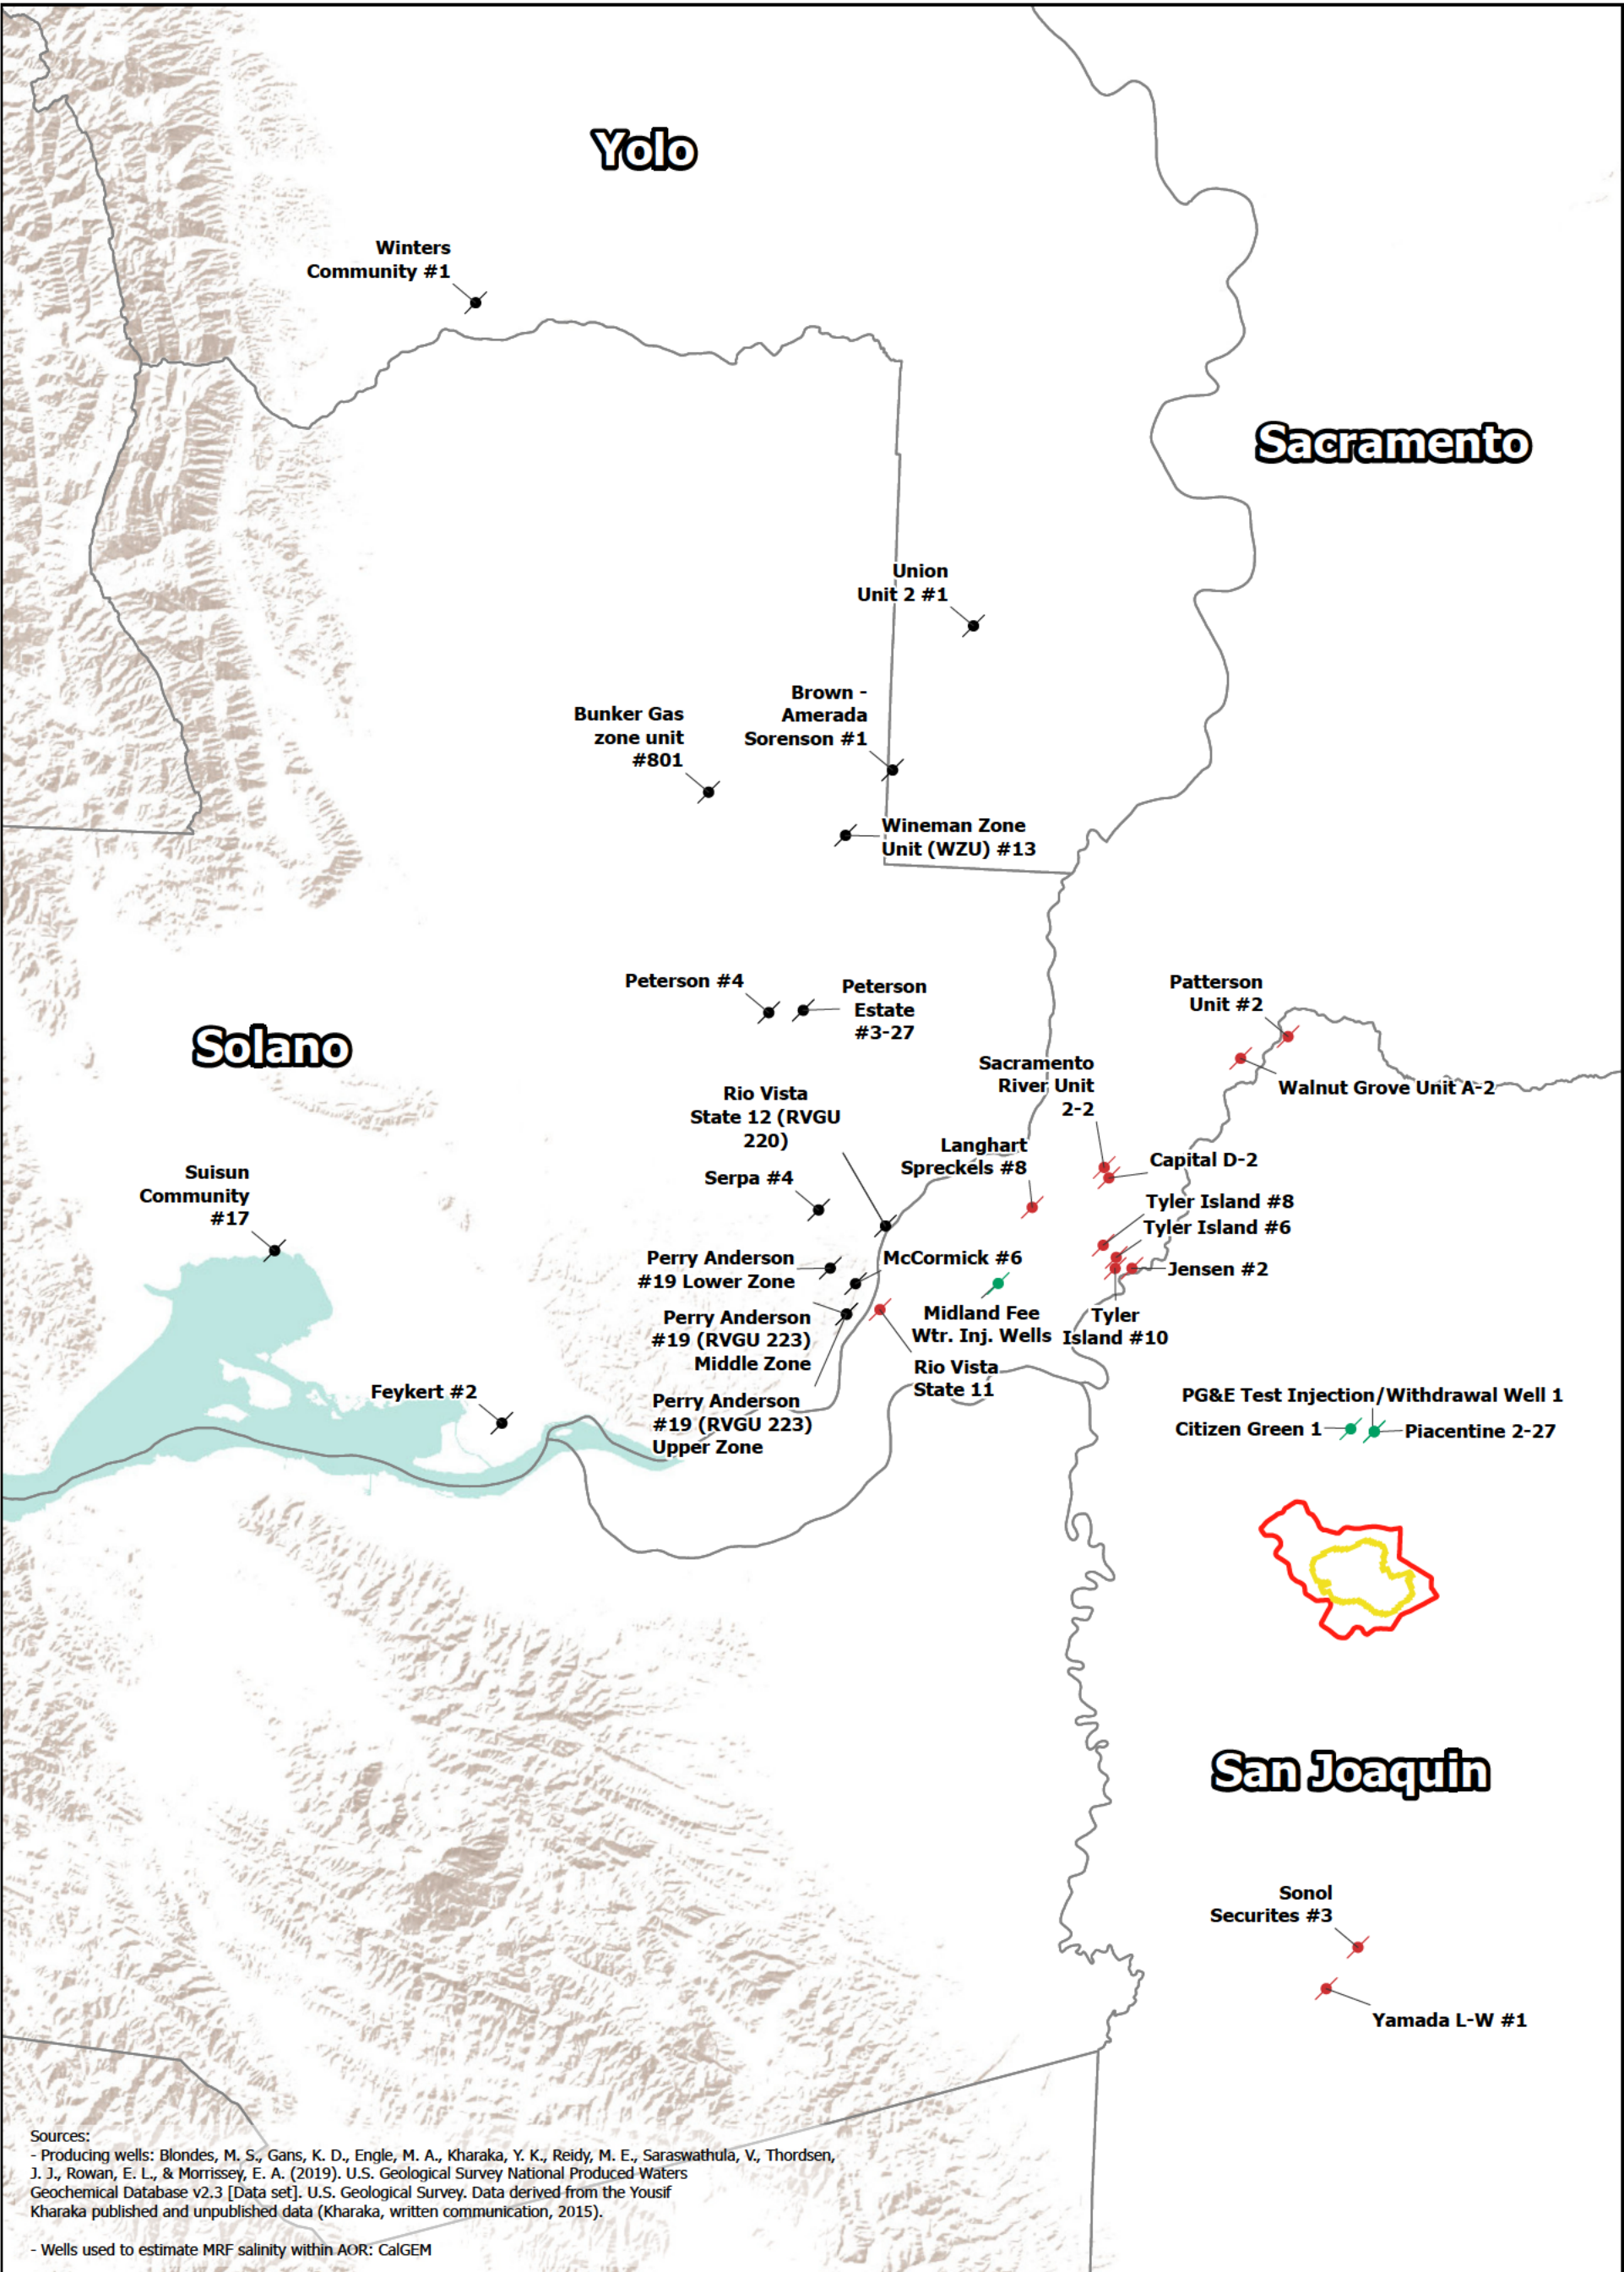 Yolo
Winters
Community #1
Sacramento
Union
Unit 2 #1
Brown -
Amerada
Sorenson #1
Bunker Gas
zone unit
#801
Wineman Zone
Unit (WZU) #13
Peterson #4
Peterson
Estate
#3-27
Patterson
Unit #2
Solano
Sacramento
River Unit
2-2
Walnut Grove Unit A-2
Rio Vista
State 12 (RVGU
220)
Langhart
Spreckels #8
Capital D-2
Suisun
Community
#17
Serpa #4
Tyler Island #8
Tyler Island #6
Perry Anderson
#19 Lower Zone
McCormick #6
Jensen #2
Perry Anderson
#19 (RVGU 223)
Middle Zone
Midland Fee
Wtr. Inj. Wells
Tyler
Island #10
Rio Vista
State 11
Feykert #2
Perry Anderson
#19 (RVGU 223)
Upper Zone
PG&E Test Injection/Withdrawal Well 1
Citizen Green 1
Piacentine 2-27
San Joaquin
Sonol
Securites #3
Yamada L-W #1
Sources:
- Producing wells: Blondes, M. S., Gans, K. D., Engle, M. A., Kharaka, Y. K., Reidy, M. E., Saraswathula, V., Thordsen,
J. J., Rowan, E. L., & Morrissey, E. A. (2019). U.S. Geological Survey National Produced Waters
Geochemical Database v2.3 [Data set]. U.S. Geological Survey. Data derived from the Yousif
Kharaka published and unpublished data (Kharaka, written communication, 2015).
- Wells used to estimate MRF salinity within AOR: CalGEM